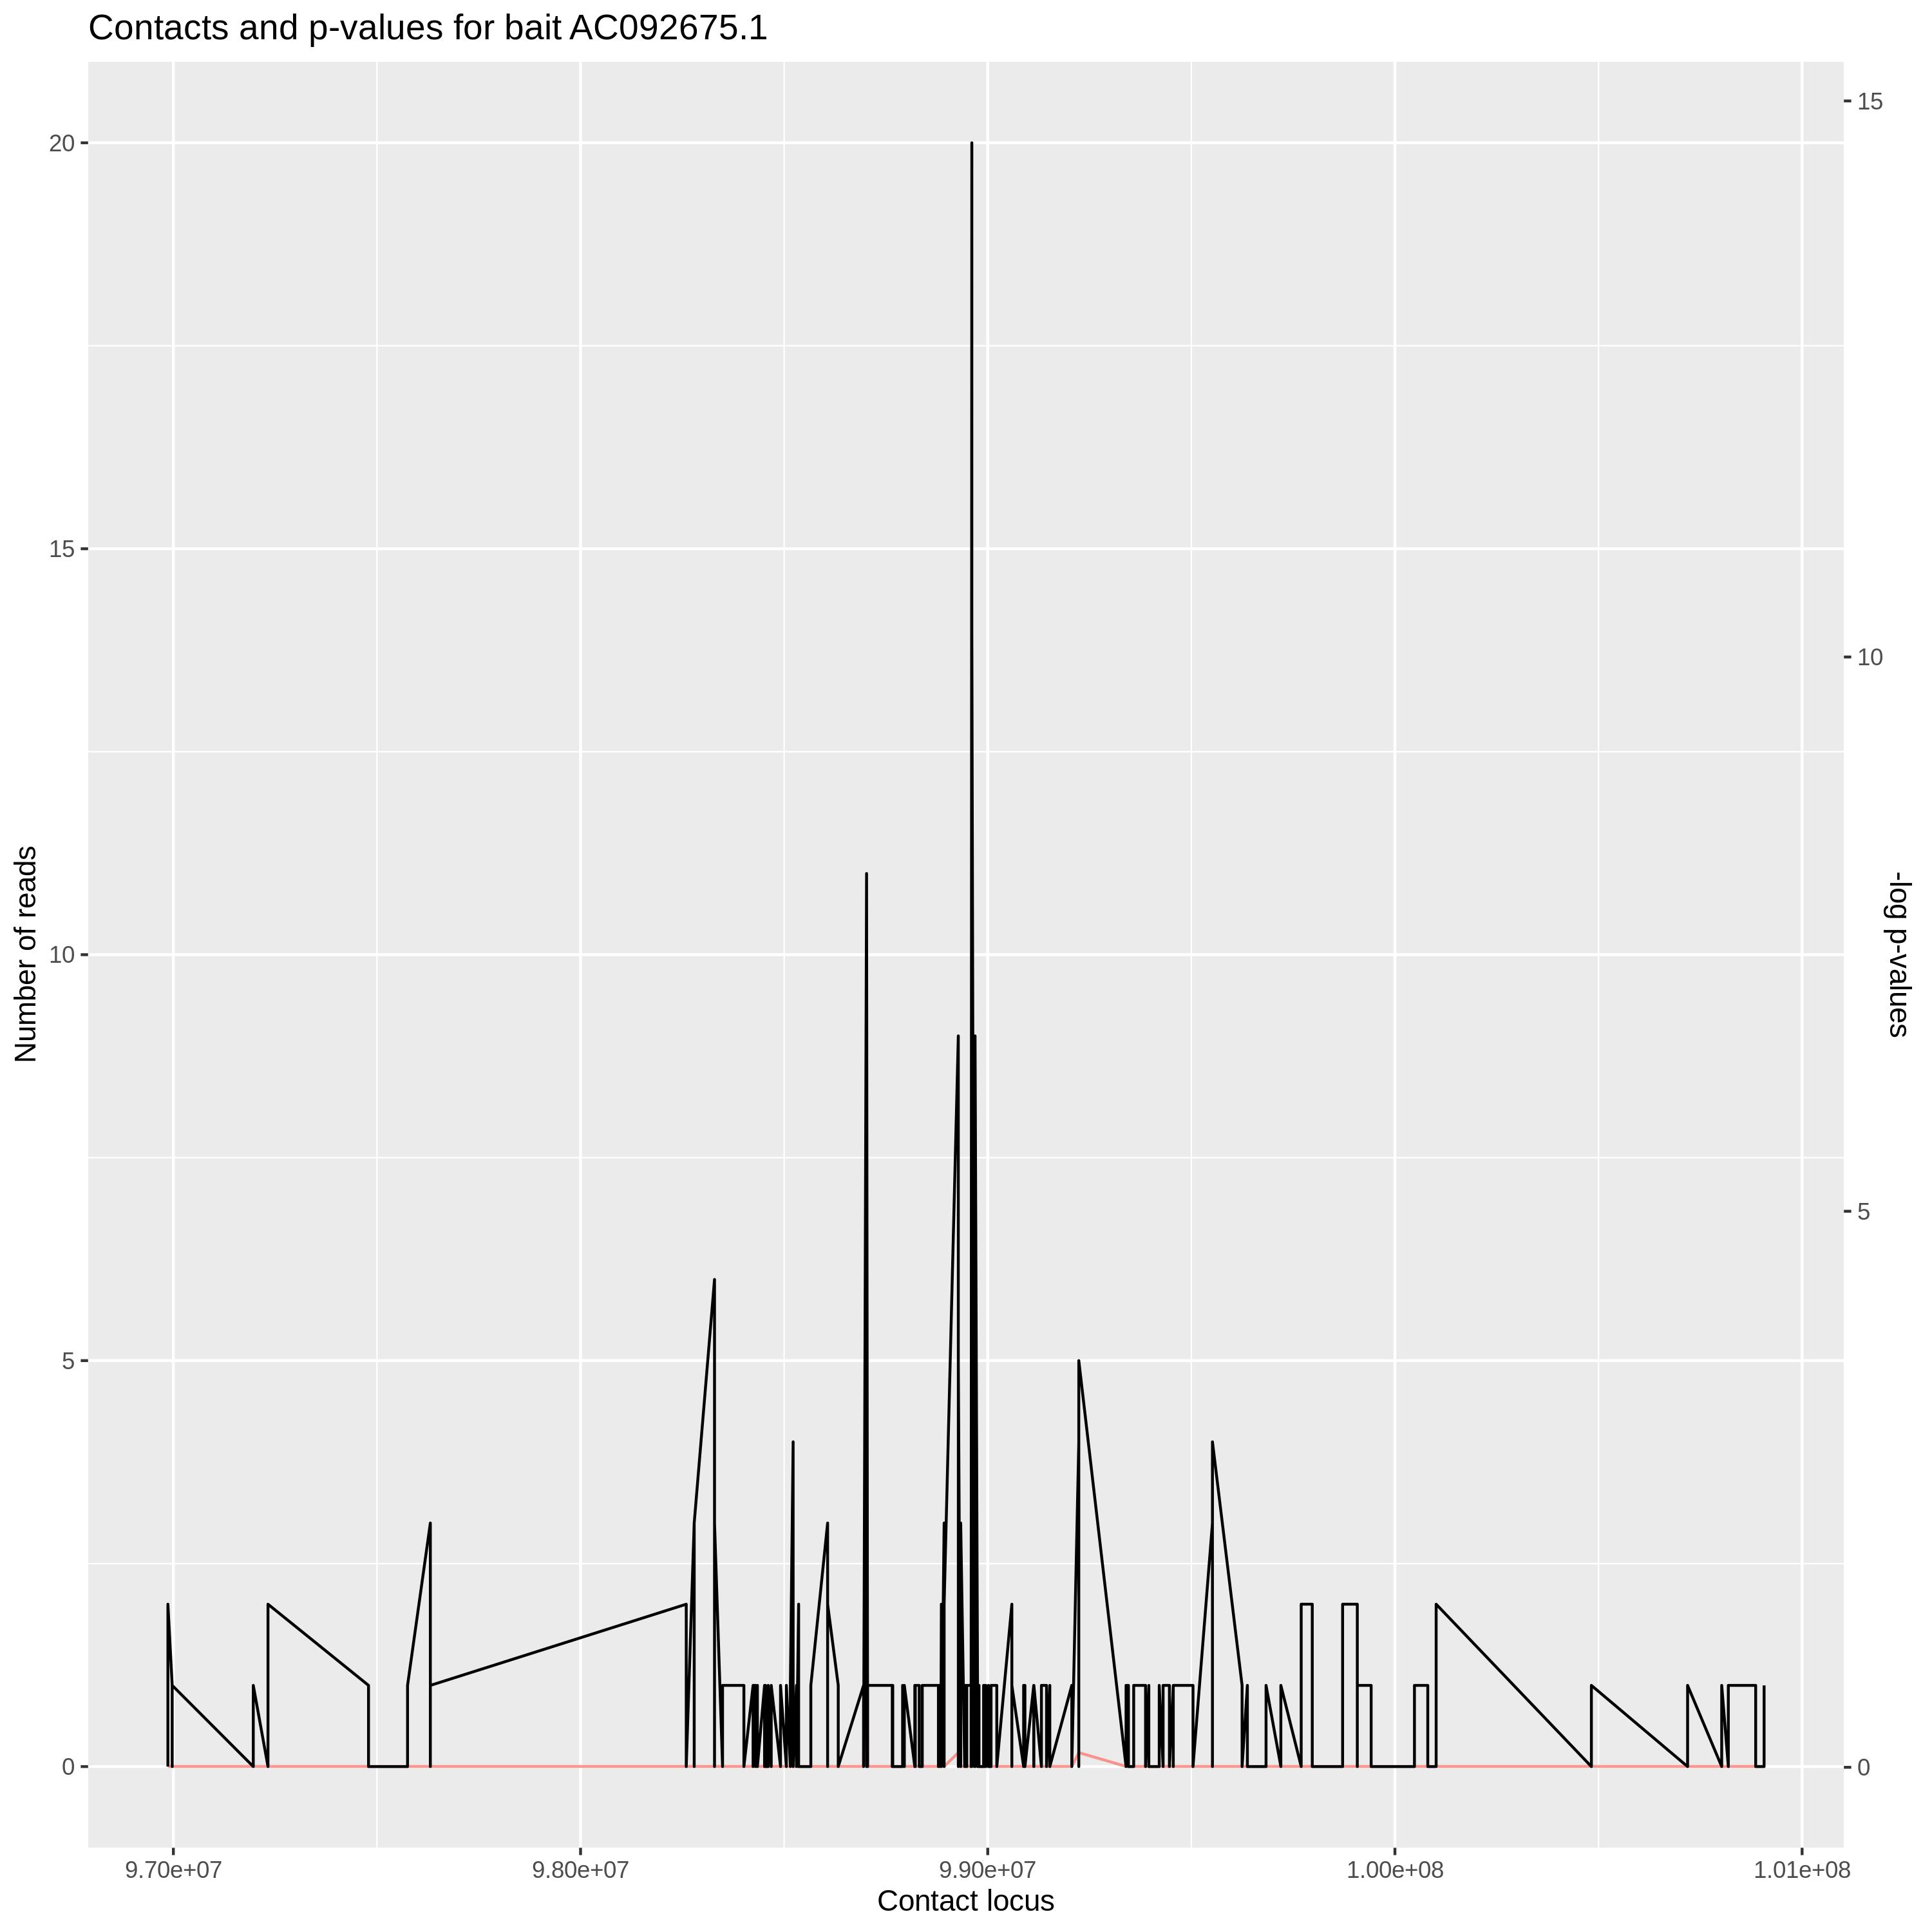 Contacts and p-values for bait AC092675.1
20
15
10
5
0
15
10
5
0
Number of reads
-log p-values
9.70e+07
9.80e+07
9.90e+07
1.00e+08
1.01e+08
Contact locus